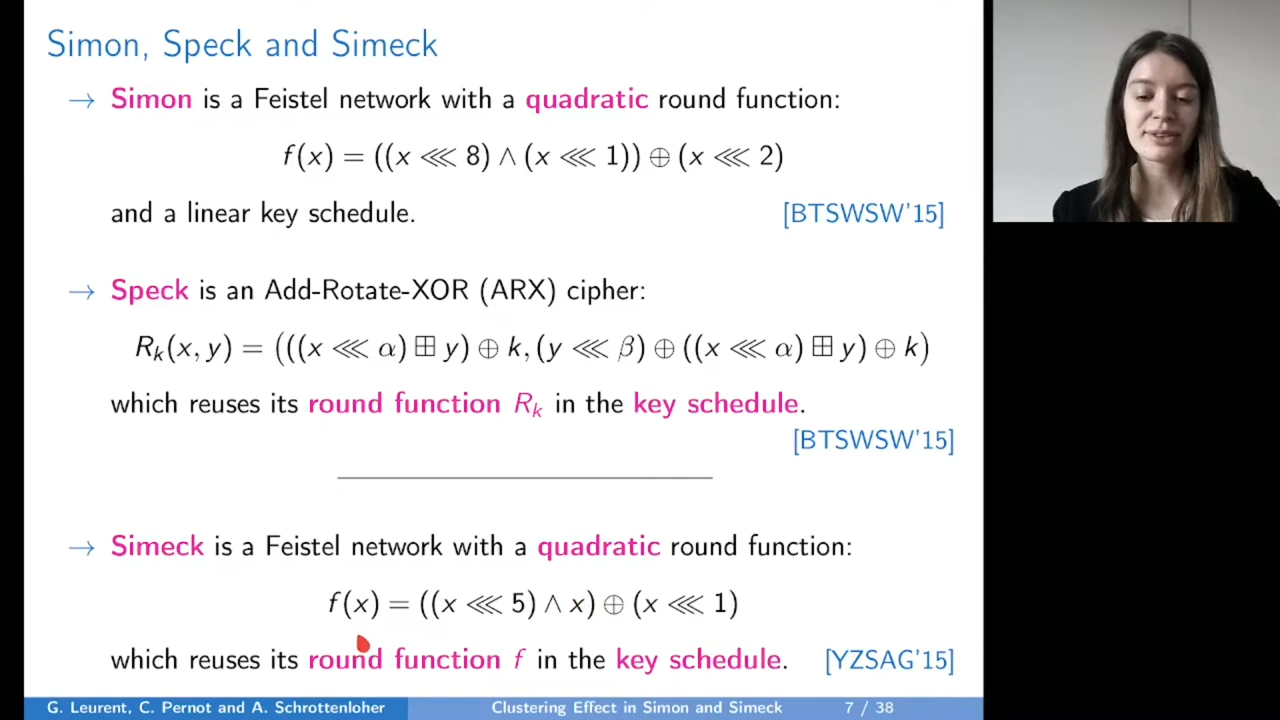 Simon, Speck and Simeck
→ Simon is a Feistel network with a quadratic round function:
f(x) = ((x ⋘ 8) ∧ (x ⋘ 1)) ⊕ (x ⋘ 2)
and a linear key schedule. [BTSWSW'15]
→ Speck is an Add-Rotate-XOR (ARX) cipher:
R_k(x, y) = (((x ⋘ α) ⊞ y) ⊕ k, (y ⋘ β) ⊕ ((x ⋘ α) ⊞ y) ⊕ k)
which reuses its round function R_k in the key schedule.
[BTSWSW'15]
→ Simeck is a Feistel network with a quadratic round function:
f(x) = ((x ⋘ 5) ∧ x) ⊕ (x ⋘ 1)
which reuses its round function f in the key schedule. [YZSAG'15]
G. Leurent, C. Pernot and A. Schrottenloher Clustering Effect in Simon and Simeck 7 / 38